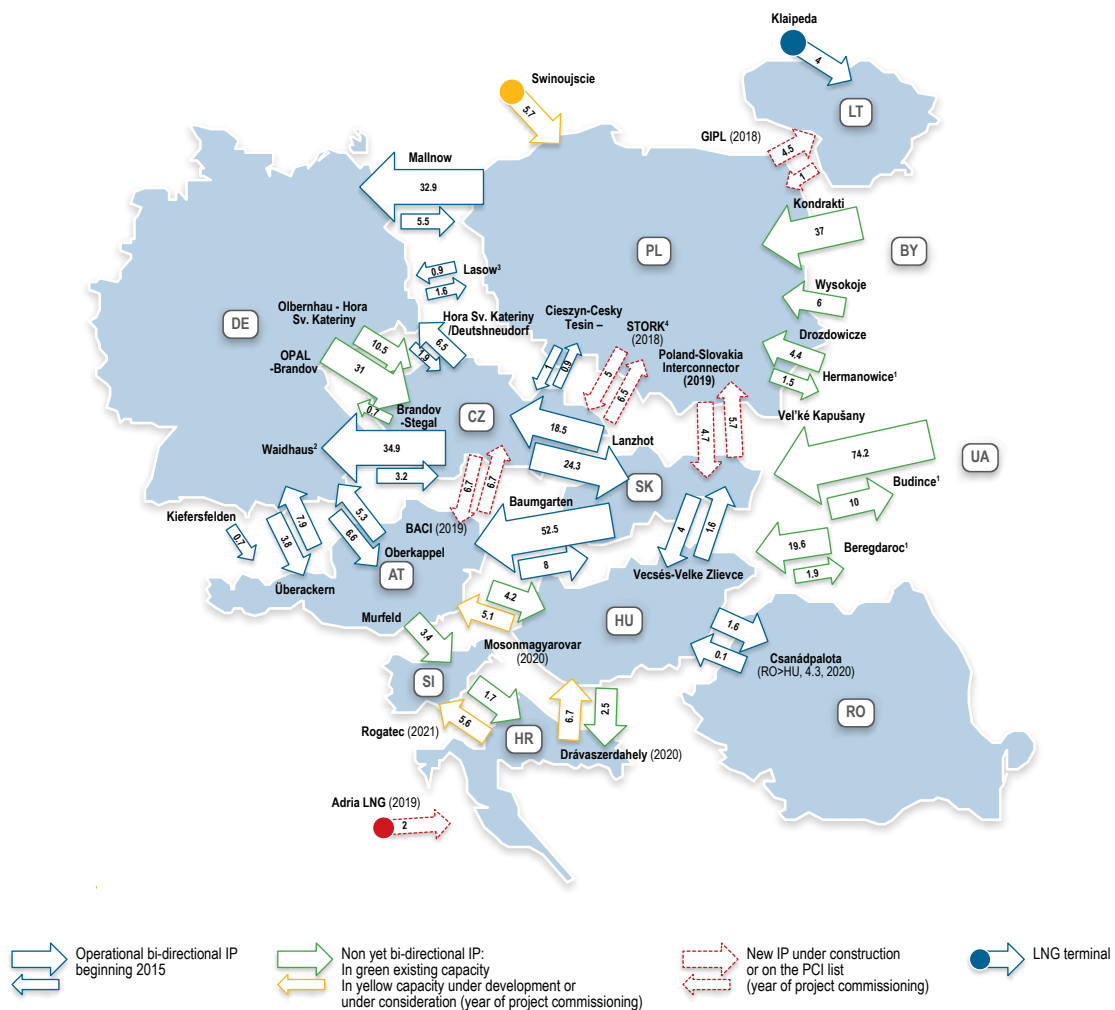 Klaipeda
4
LT
Swinoujscie
5.7
GIPL (2018)
4.5
1
Mallnow
32.9
5.5
Kondrakti
37
PL
BY
Lasow³
0.9
1.6
Wysokoje
6
DE
Olbernhau - Hora
Sv. Kateriny
10.5
Hora Sv. Kateriny
/Deutshneudorf
6.5
1.9
Cieszyn-Cesky
Tesin –
1
0.9
STORK⁴
(2018)
5
6.5
Drozdowicze
4.4
Hermanowice¹
1.5
OPAL
-Brandov
31
Poland-Slovakia
Interconnector
(2019)
4.7
5.7
Brandov
-Stegal
0.7
CZ
Vel'ké Kapušany
74.2
UA
Budince¹
10
Waidhaus²
34.9
3.2
18.5
Lanzhot
24.3
SK
6.7
6.7
BACI (2019)
Baumgarten
52.5
8
Kiefersfelden
0.7
7.9
3.8
Überackern
5.3
6.6
Oberkappel
AT
4
1.6
Vecsés-Velke Zlievce
19.6
Beregdaroc¹
1.9
Murfeld
3.4
4.2
5.1
Mosonmagyarovar
(2020)
HU
1.6
0.1
Csanádpalota
(RO>HU, 4.3, 2020)
SI
1.7
5.6
Rogatec (2021)
HR
6.7
2.5
Drávaszerdahely (2020)
RO
Adria LNG (2019)
2
Operational bi-directional IP
beginning 2015
Non yet bi-directional IP:
In green existing capacity
In yellow capacity under development or
under consideration (year of project commissioning)
New IP under construction
or on the PCI list
(year of project commissioning)
LNG terminal